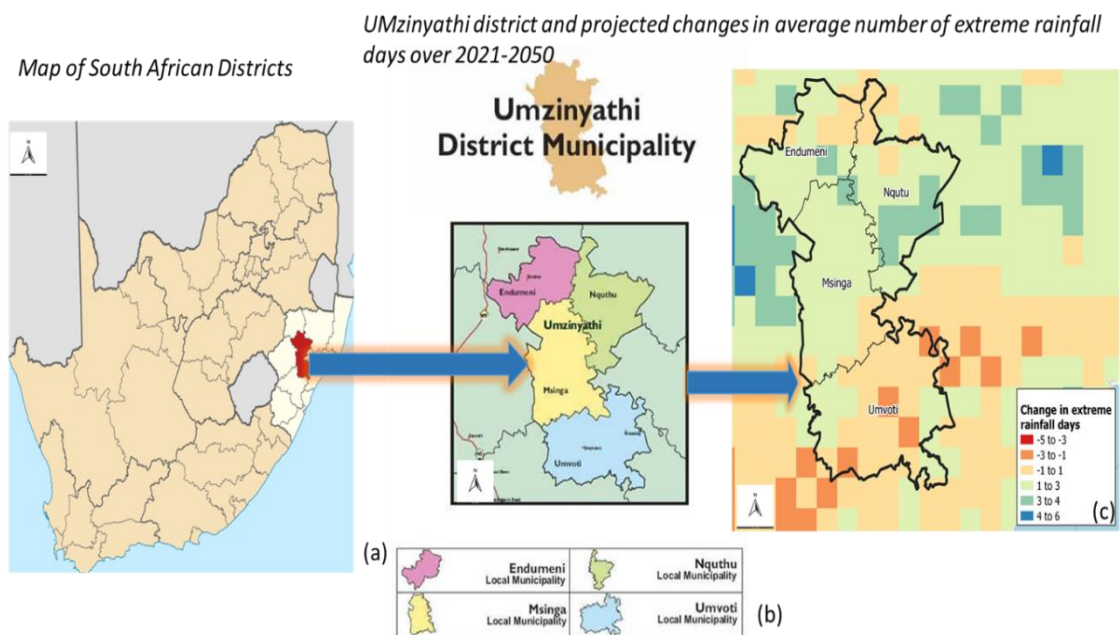 UMzinyathi district and projected changes in average number of extreme rainfall
days over 2021-2050
Map of South African Districts
Umzinyathi
District Municipality
N
Endumeni
Nquthu
Umzinyathi
Msinga
Umvoti
N
Endumeni
Nqutu
Msinga
Umvoti
N
Change in extreme
rainfall days
-5 to -3
-3 to -1
-1 to 1
1 to 3
3 to 4
4 to 6
(c)
(a)
Endumeni
Local Municipality
Nquthu
Local Municipality
Msinga
Local Municipality
Umvoti
Local Municipality
(b)